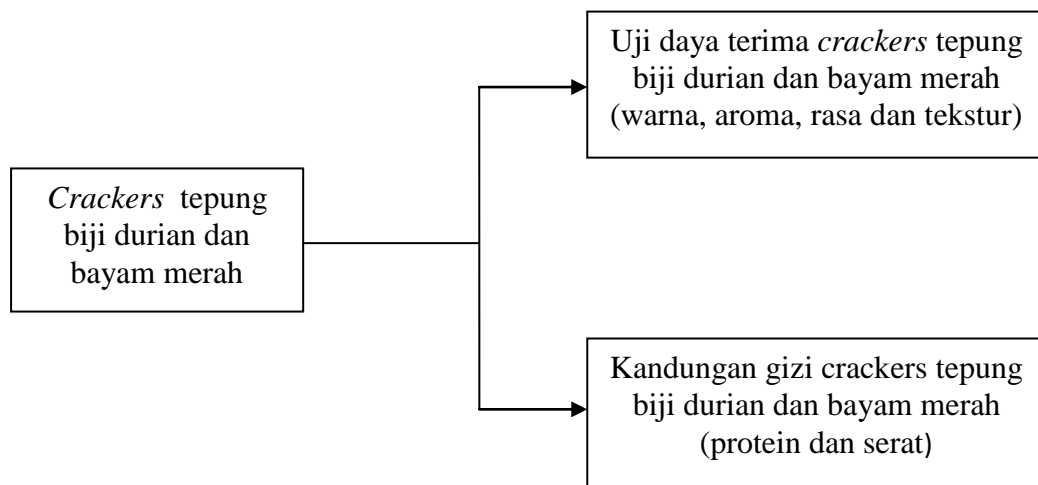 Uji daya terima crackers tepung
biji durian dan bayam merah
(warna, aroma, rasa dan tekstur)
Crackers tepung
biji durian dan
bayam merah
Kandungan gizi crackers tepung
biji durian dan bayam merah
(protein dan serat)